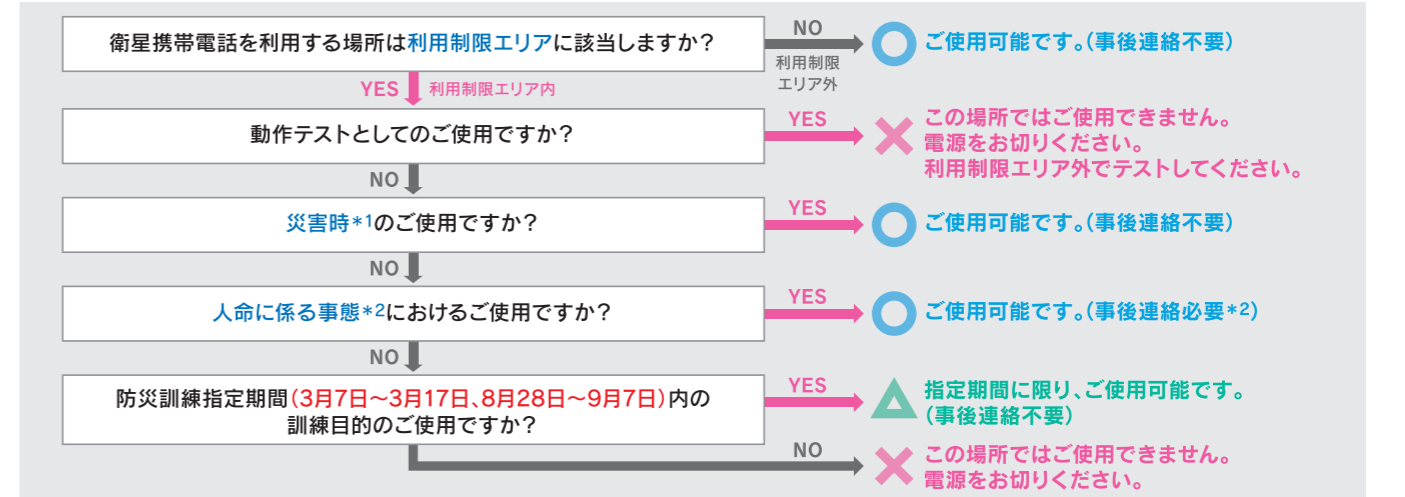 衛星携帯電話を利用する場所は利用制限エリアに該当しますか？
NO
利用制限
エリア外
ご使用可能です。（事後連絡不要）
YES 利用制限エリア内
動作テストとしてのご使用ですか？
YES
この場所ではご使用できません。
電源をお切りください。
利用制限エリア外でテストしてください。
NO
災害時*1のご使用ですか？
YES
ご使用可能です。（事後連絡不要）
NO
人命に係る事態*2におけるご使用ですか？
YES
ご使用可能です。（事後連絡必要*2）
NO
防災訓練指定期間（3月7日〜3月17日、8月28日〜9月7日）内の
訓練目的のご使用ですか？
YES
指定期間に限り、ご使用可能です。
（事後連絡不要）
NO
この場所ではご使用できません。
電源をお切りください。